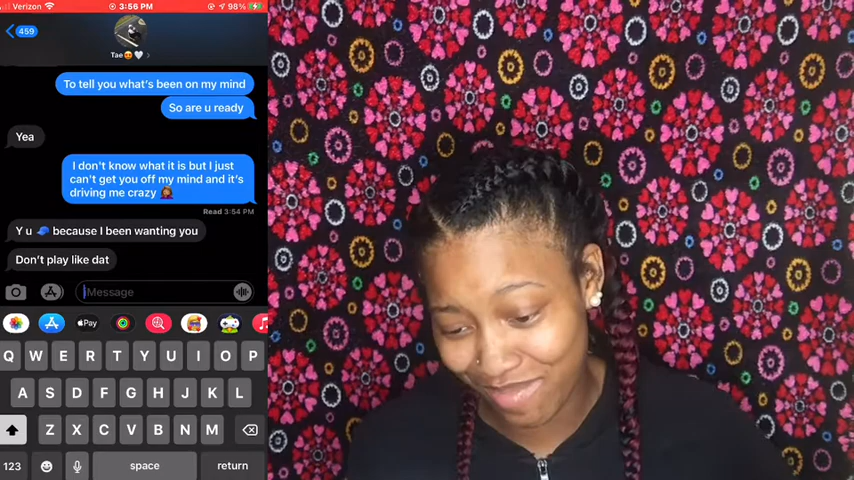 Verizon 3:56 PM 98%
459
Tae😍🤍
To tell you what's been on my mind
So are u ready
Yea
I don't know what it is but I just
can't get you off my mind and it's
driving me crazy 🤦🏾‍♀️
Read 3:54 PM
Y u 🧢 because I been wanting you
Don't play like dat
Message
Pay
Q W E R T Y U I O P
A S D F G H J K L
Z X C V B N M
123 space return